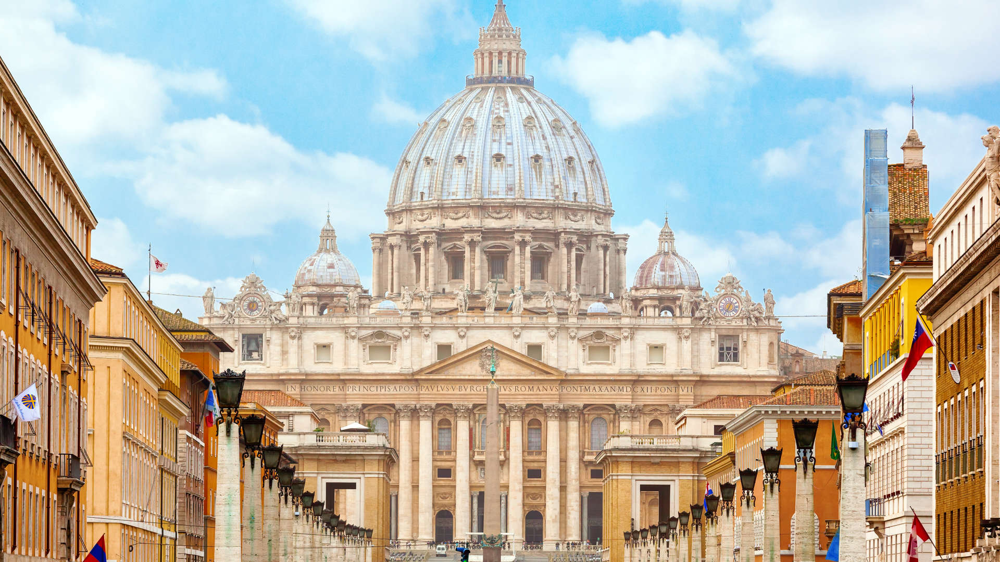 IN HONOREM PRINCIPIS APOST PAVLVS V BVRGH IVS ROMANVS PONT MAX AN MDCXII PONT VII